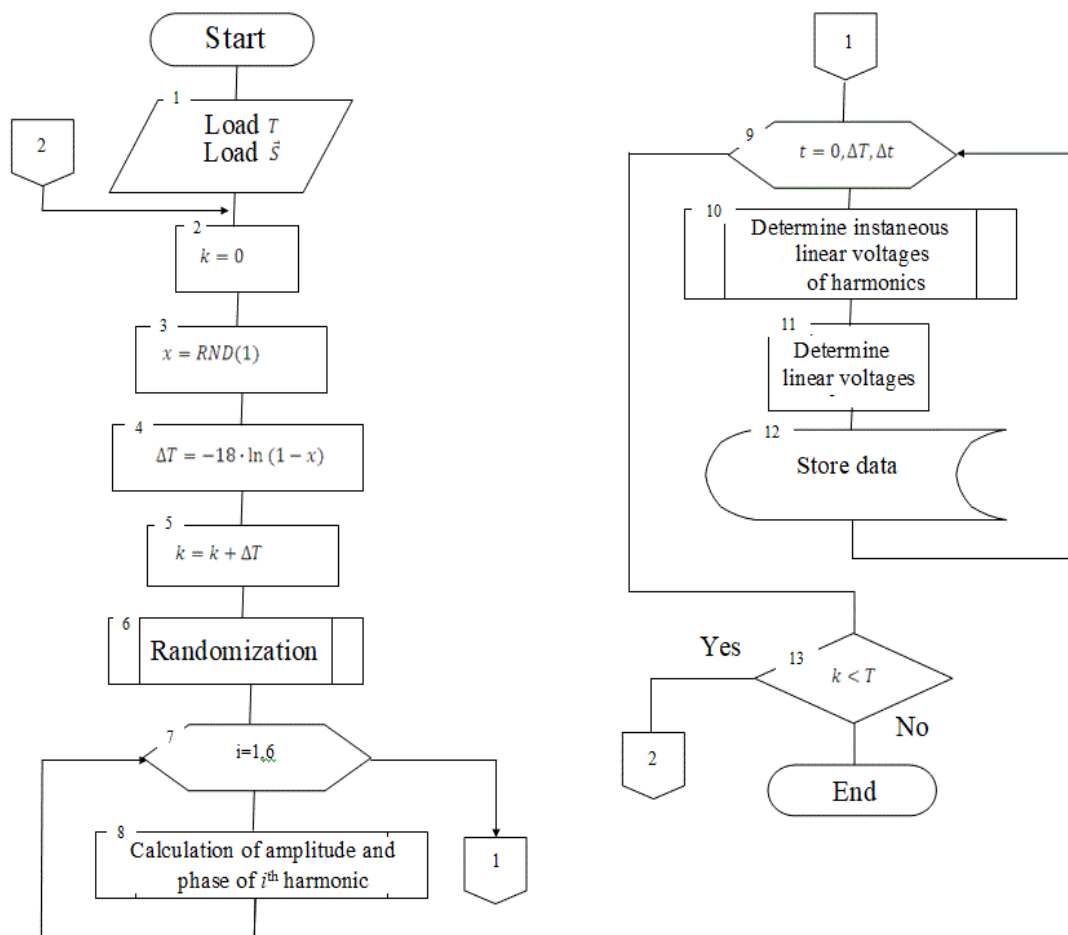 Start
1
Load T
Load S⃗
2
2
k = 0
3
x = RND(1)
4
ΔT = −18 · ln (1 − x)
5
k = k + ΔT
6
Randomization
7
i=1,6
8
Calculation of amplitude and
phase of iᵗʰ harmonic
1
1
9
t = 0, ΔT, Δt
10
Determine instaneous
linear voltages
of harmonics
11
Determine
linear voltages
12
Store data
13
k < T
Yes
No
2
End